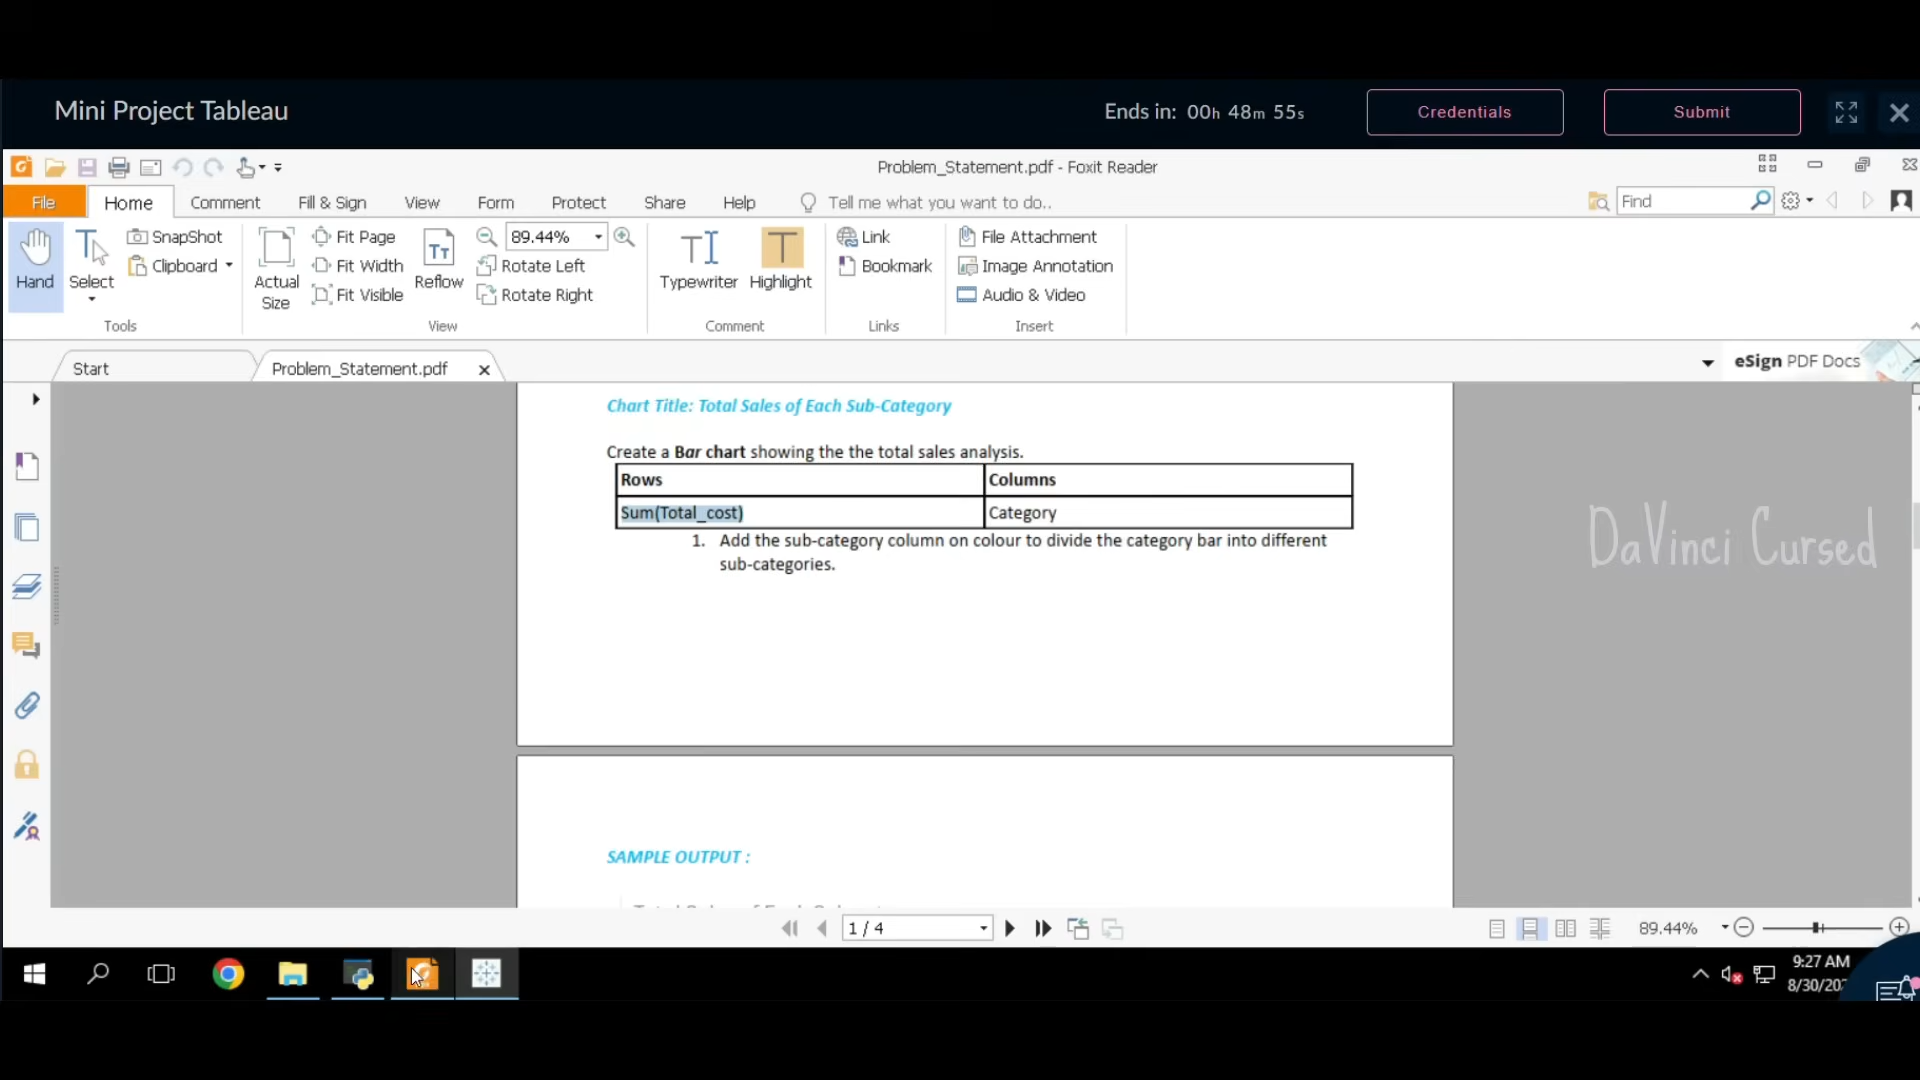 Mini Project Tableau
Ends in: 00h 48m 55s
Credentials
Submit
Problem_Statement.pdf - Foxit Reader
File
Home
Comment
Fill & Sign
View
Form
Protect
Share
Help
Tell me what you want to do..
Find
Hand
Select
SnapShot
Clipboard
Tools
Actual
Size
Fit Page
Fit Width
Fit Visible
Reflow
89.44%
Rotate Left
Rotate Right
View
Typewriter
Highlight
Comment
Link
Bookmark
Links
File Attachment
Image Annotation
Audio & Video
Insert
Start
Problem_Statement.pdf
eSign PDF Docs
Chart Title: Total Sales of Each Sub-Category
Create a Bar chart showing the the total sales analysis.
Rows Columns
Sum(Total_cost) Category
1. Add the sub-category column on colour to divide the category bar into different
sub-categories.
DaVinci Cursed
SAMPLE OUTPUT :
1 / 4
89.44%
9:27 AM
8/30/20